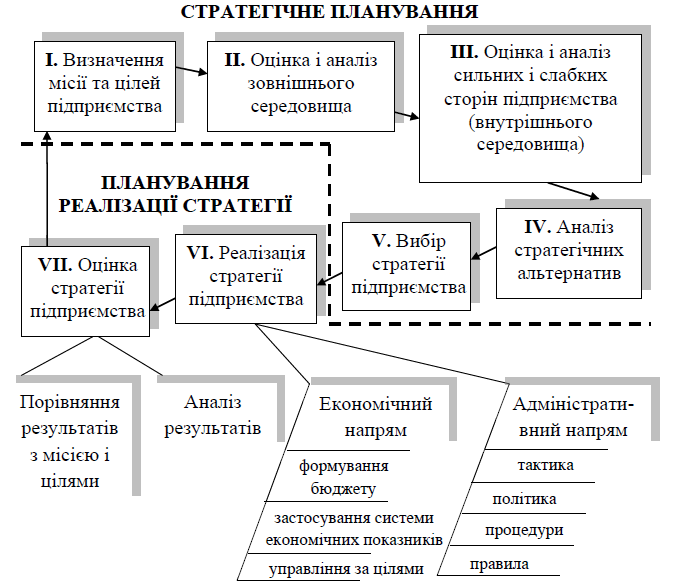 СТРАТЕГІЧНЕ ПЛАНУВАННЯ
I. Визначення
місії та цілей
підприємства
II. Оцінка і аналіз
зовнішнього
середовища
III. Оцінка і аналіз
сильних і слабких
сторін підприємства
(внутрішнього
середовища)
ПЛАНУВАННЯ
РЕАЛІЗАЦІЇ СТРАТЕГІЇ
IV. Аналіз
стратегічних
альтернатив
V. Вибір
стратегії
підприємства
VI. Реалізація
стратегії
підприємства
VII. Оцінка
стратегії
підприємства
Порівняння
результатів
з місією і
цілями
Аналіз
результатів
Економічний
напрям
формування
бюджету
застосування системи
економічних показників
управління за цілями
Адміністрати-
вний напрям
тактика
політика
процедури
правила